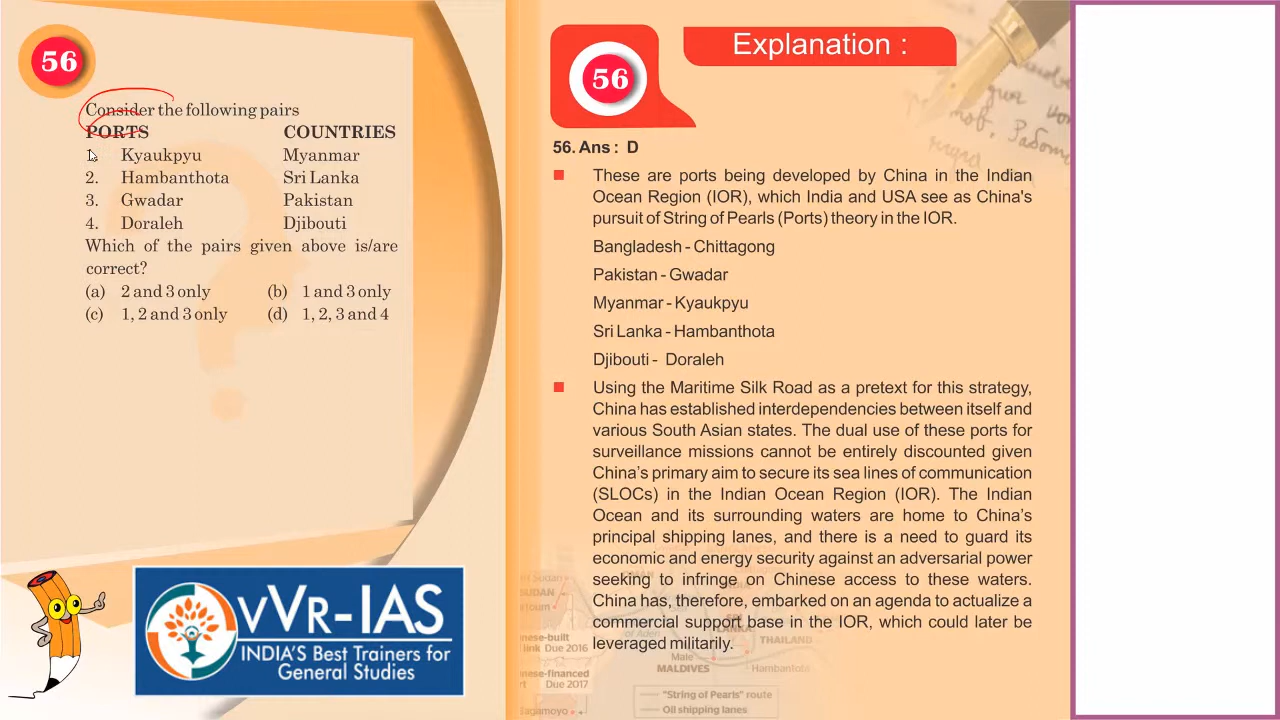 56
Consider the following pairs
PORTS COUNTRIES
1. Kyaukpyu Myanmar
2. Hambanthota Sri Lanka
3. Gwadar Pakistan
4. Doraleh Djibouti
Which of the pairs given above is/are
correct?
(a) 2 and 3 only (b) 1 and 3 only
(c) 1, 2 and 3 only (d) 1, 2, 3 and 4
vVr-IAS
INDIA'S Best Trainers for
General Studies
56
Explanation :
56. Ans : D
These are ports being developed by China in the Indian
Ocean Region (IOR), which India and USA see as China's
pursuit of String of Pearls (Ports) theory in the IOR.
Bangladesh - Chittagong
Pakistan - Gwadar
Myanmar - Kyaukpyu
Sri Lanka - Hambanthota
Djibouti - Doraleh
Using the Maritime Silk Road as a pretext for this strategy,
China has established interdependencies between itself and
various South Asian states. The dual use of these ports for
surveillance missions cannot be entirely discounted given
China's primary aim to secure its sea lines of communication
(SLOCs) in the Indian Ocean Region (IOR). The Indian
Ocean and its surrounding waters are home to China's
principal shipping lanes, and there is a need to guard its
economic and energy security against an adversarial power
seeking to infringe on Chinese access to these waters.
China has, therefore, embarked on an agenda to actualize a
commercial support base in the IOR, which could later be
leveraged militarily.
SUDAN
THAILAND
link Due 2016
Male
MALDIVES
Hambantota
Due 2017
"String of Pearls" route
Oil shipping lanes